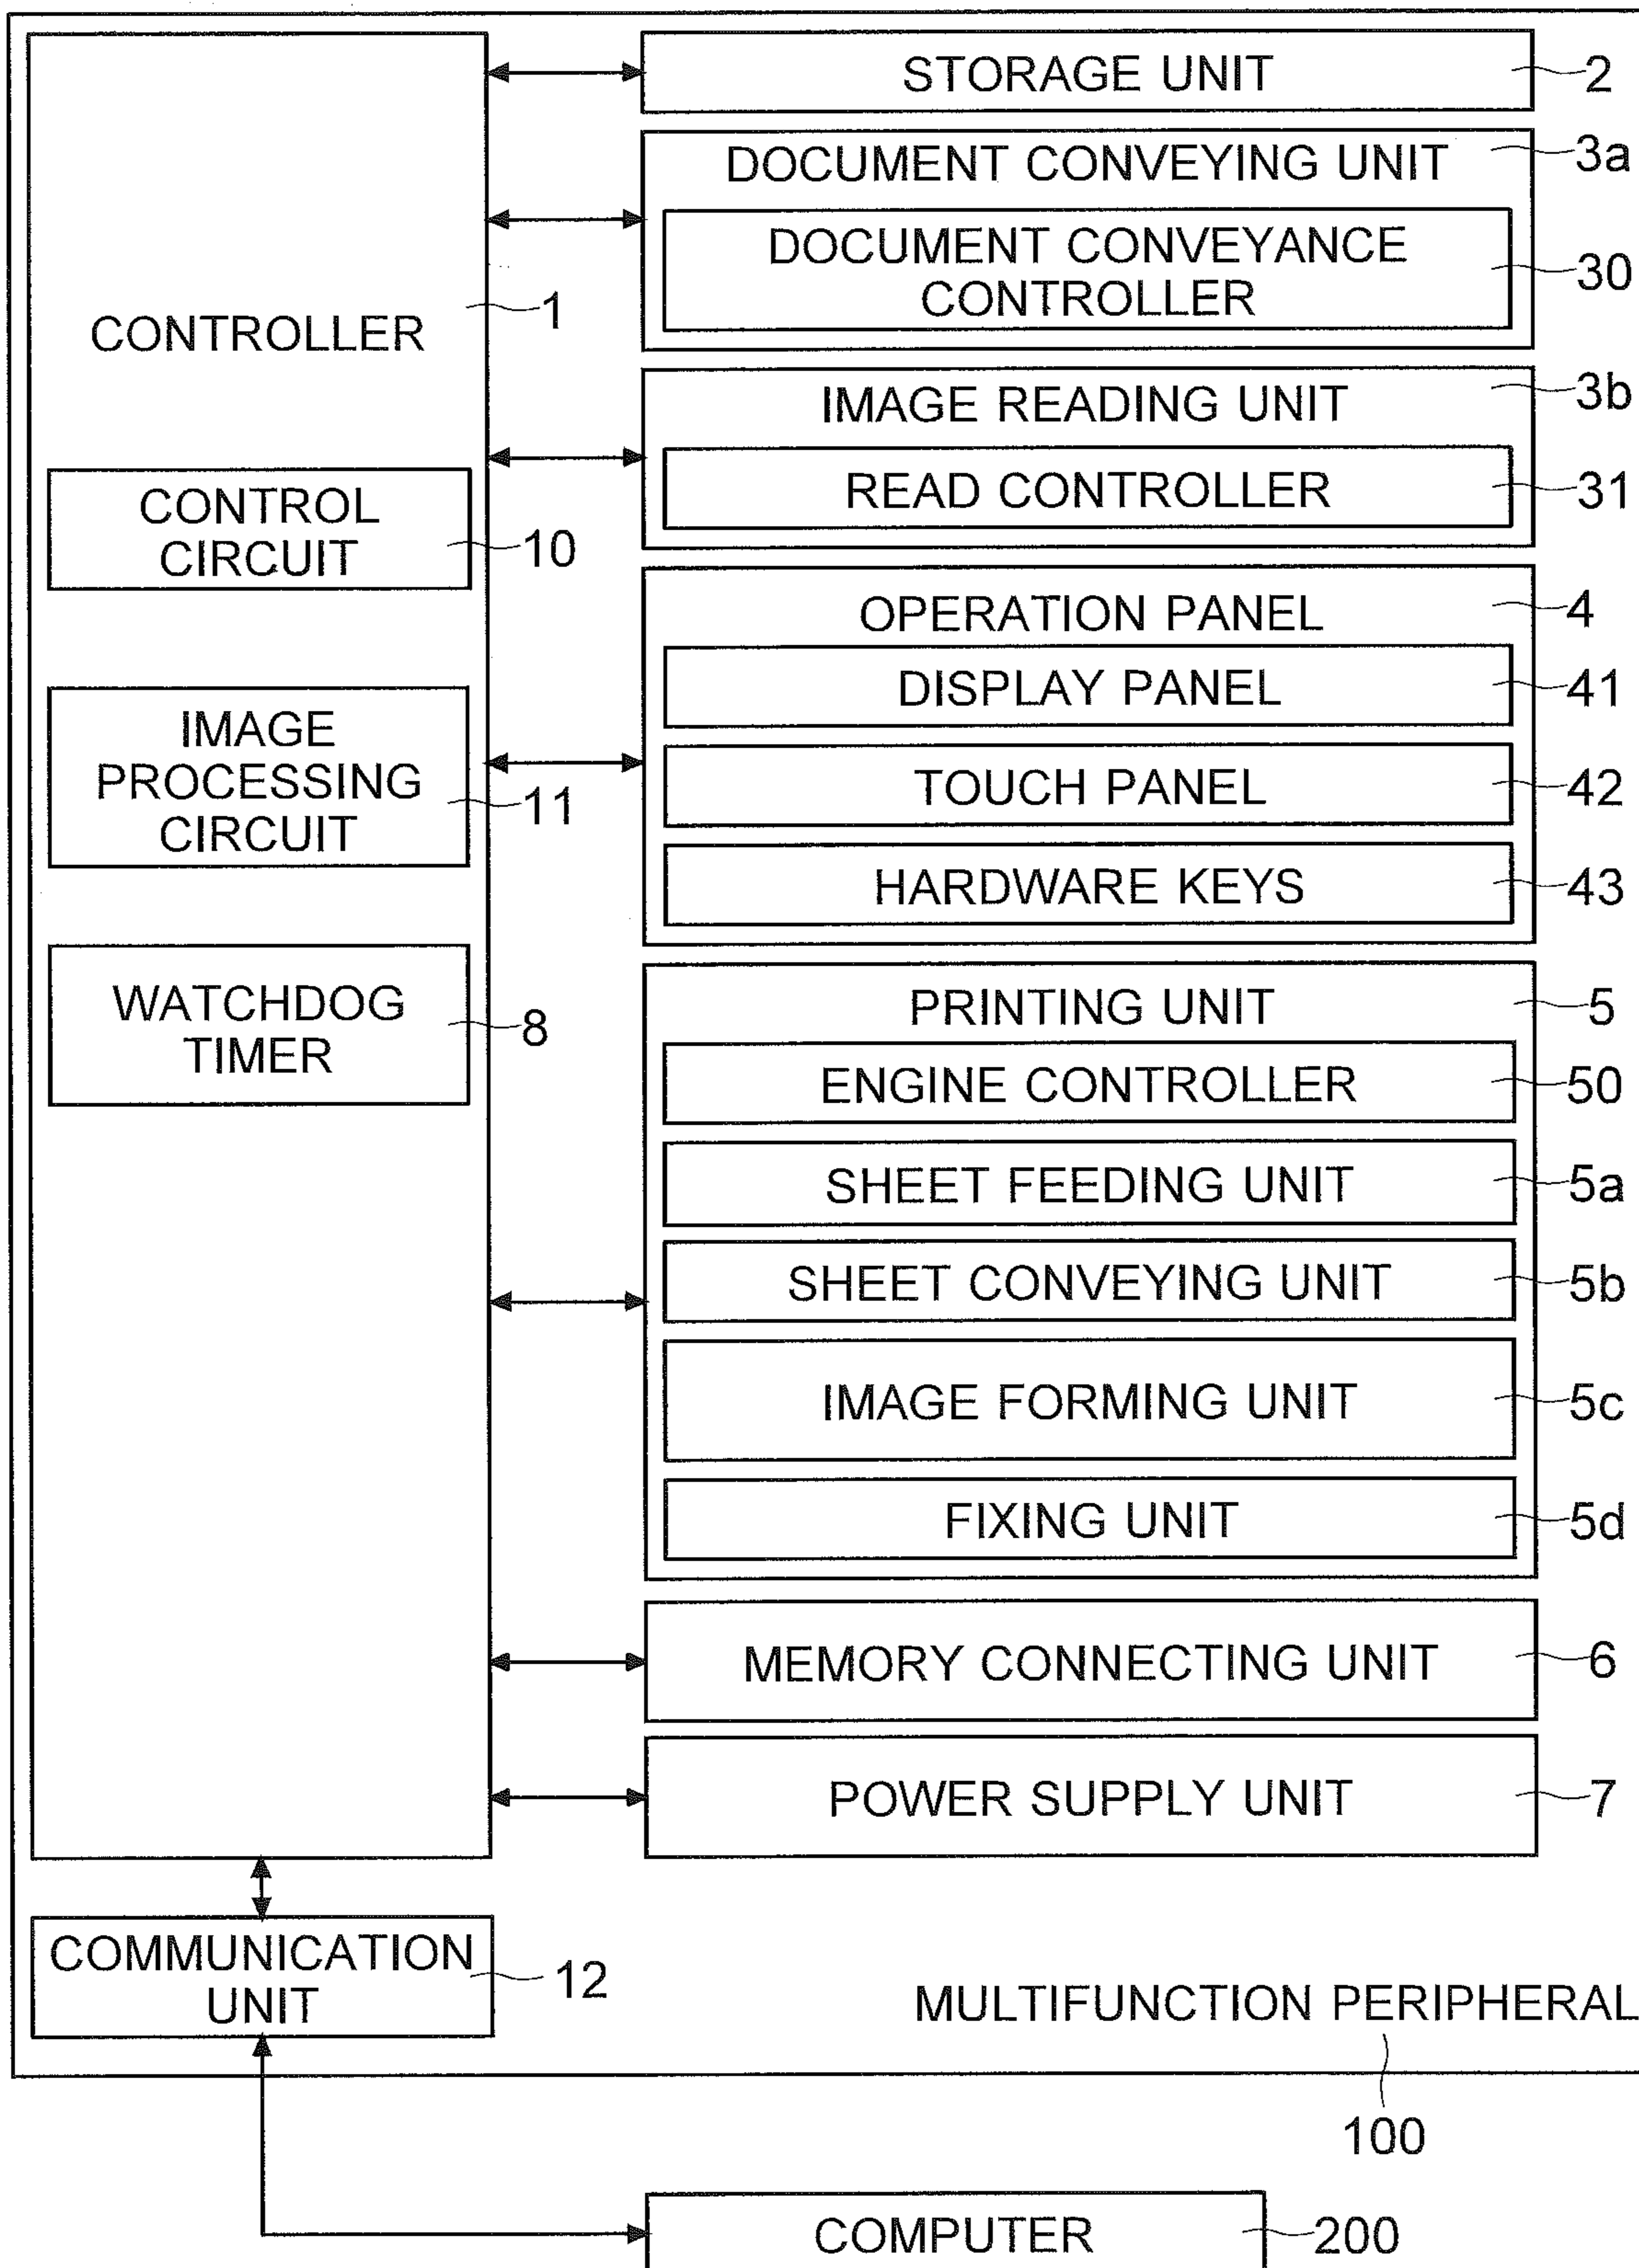 CONTROLLER
1
CONTROL
CIRCUIT
10
IMAGE
PROCESSING
CIRCUIT
11
WATCHDOG
TIMER
8
STORAGE UNIT
2
DOCUMENT CONVEYING UNIT
3a
DOCUMENT CONVEYANCE
CONTROLLER
30
IMAGE READING UNIT
3b
READ CONTROLLER
31
OPERATION PANEL
4
DISPLAY PANEL
41
TOUCH PANEL
42
HARDWARE KEYS
43
PRINTING UNIT
5
ENGINE CONTROLLER
50
SHEET FEEDING UNIT
5a
SHEET CONVEYING UNIT
5b
IMAGE FORMING UNIT
5c
FIXING UNIT
5d
MEMORY CONNECTING UNIT
6
POWER SUPPLY UNIT
7
COMMUNICATION
UNIT
12
MULTIFUNCTION PERIPHERAL
100
COMPUTER
200